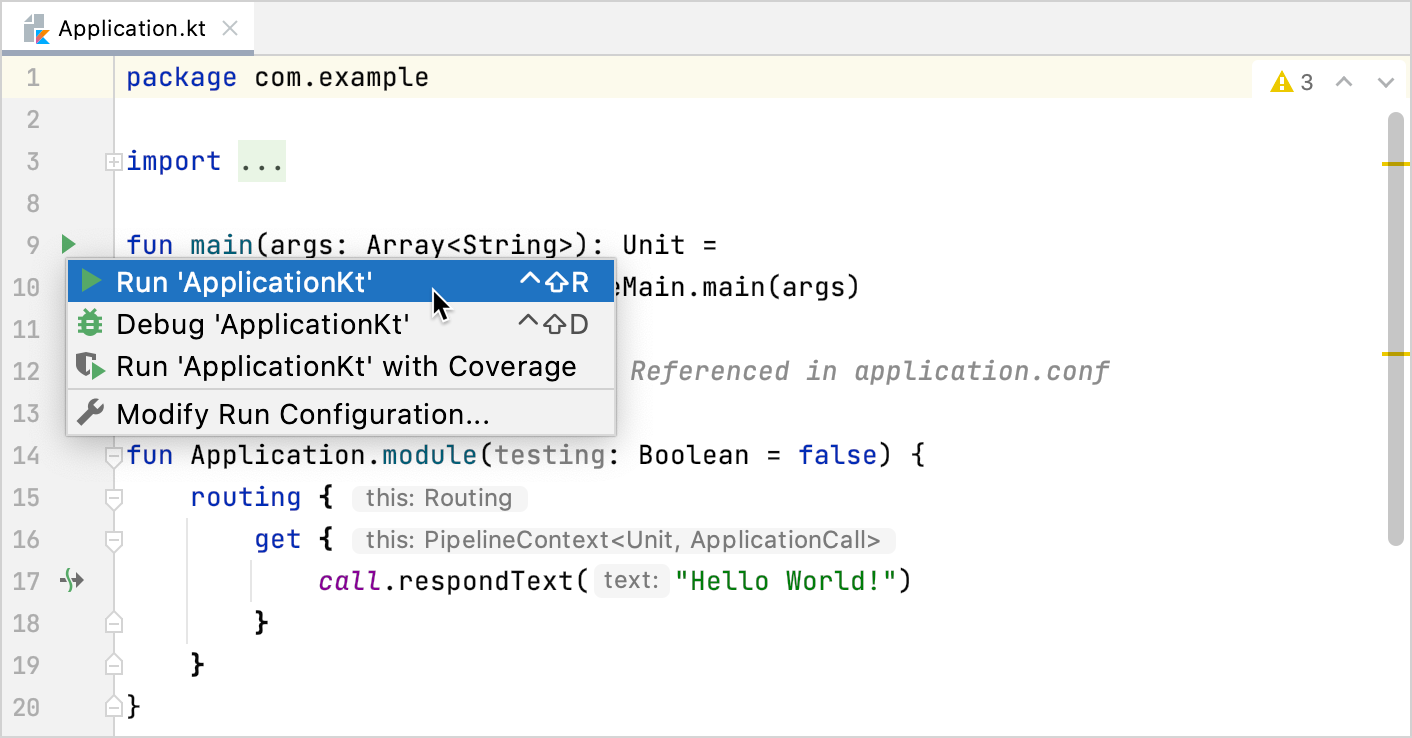 Application.kt
1 package com.example
3
2
3 import ...
8
9 fun main(args: Array<String>): Unit =
Run 'ApplicationKt' ^⇧R
10 eMain.main(args)
11 Debug 'ApplicationKt' ^⇧D
12 Run 'ApplicationKt' with Coverage Referenced in application.conf
13 Modify Run Configuration...
14 fun Application.module(testing: Boolean = false) {
15 routing { this: Routing
16 get { this: PipelineContext<Unit, ApplicationCall>
17 call.respondText( text: "Hello World!")
18 }
19 }
20 }